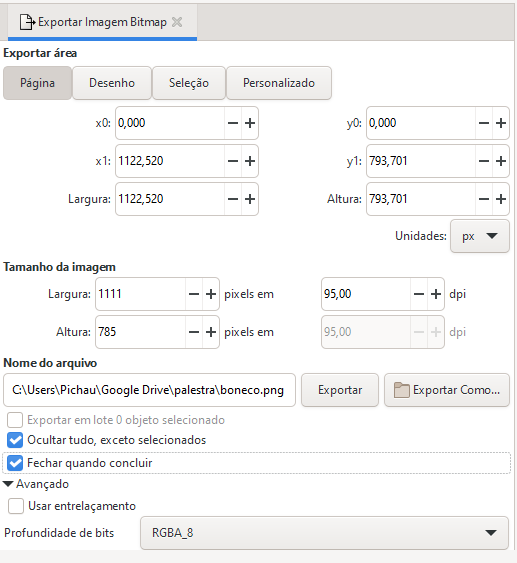 Exportar Imagem Bitmap
Exportar área
Página Desenho Seleção Personalizado
x0: 0,000 y0: 0,000
x1: 1122,520 y1: 793,701
Largura: 1122,520 Altura: 793,701
Unidades: px
Tamanho da imagem
Largura: 1111 pixels em 95,00 dpi
Altura: 785 pixels em 95,00 dpi
Nome do arquivo
C:\Users\Pichau\Google Drive\palestra\boneco.png Exportar Exportar Como...
Exportar em lote 0 objeto selecionado
Ocultar tudo, exceto selecionados
Fechar quando concluir
Avançado
Usar entrelaçamento
Profundidade de bits RGBA_8